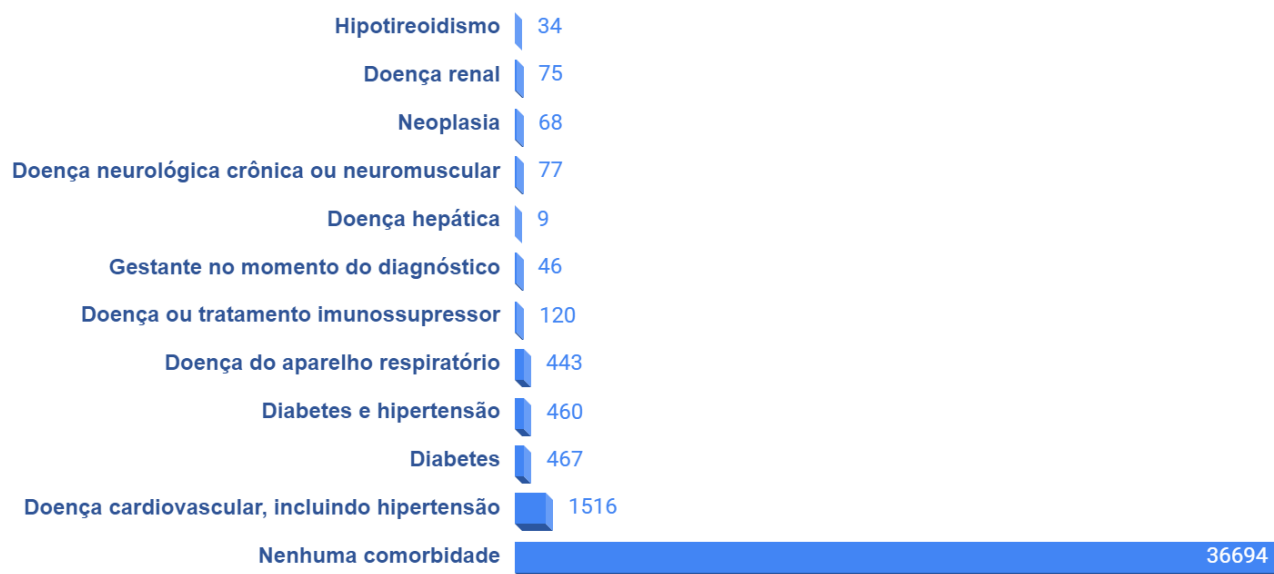 Hipotireoidismo 34
Doença renal 75
Neoplasia 68
Doença neurológica crônica ou neuromuscular 77
Doença hepática 9
Gestante no momento do diagnóstico 46
Doença ou tratamento imunossupressor 120
Doença do aparelho respiratório 443
Diabetes e hipertensão 460
Diabetes 467
Doença cardiovascular, incluindo hipertensão 1516
Nenhuma comorbidade 36694